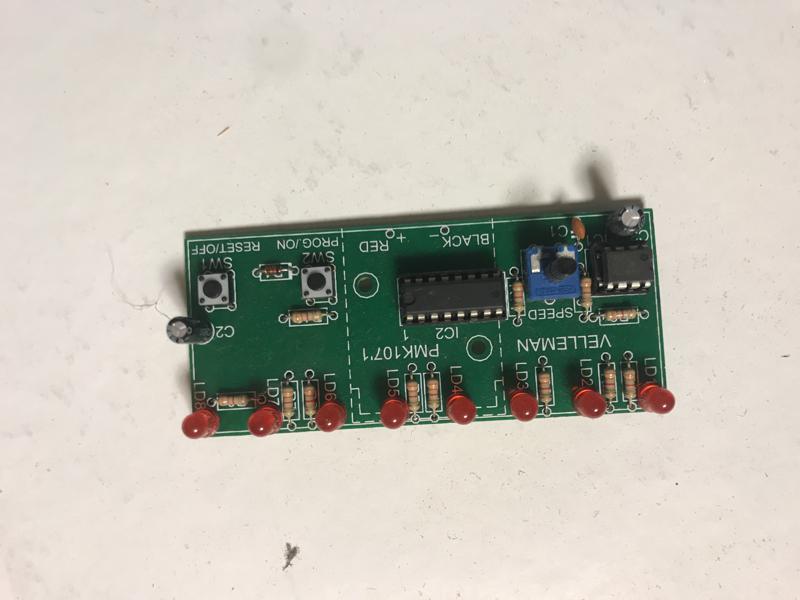 LD1
LD2
LD3
LD4
LD5
LD6
LD7
LD8
VELLEMAN
PMK107'1
SPEED
IC2
1
C2
C1
BLACK -
RED +
SW2
PROG./ON
SW1
RESET/OFF